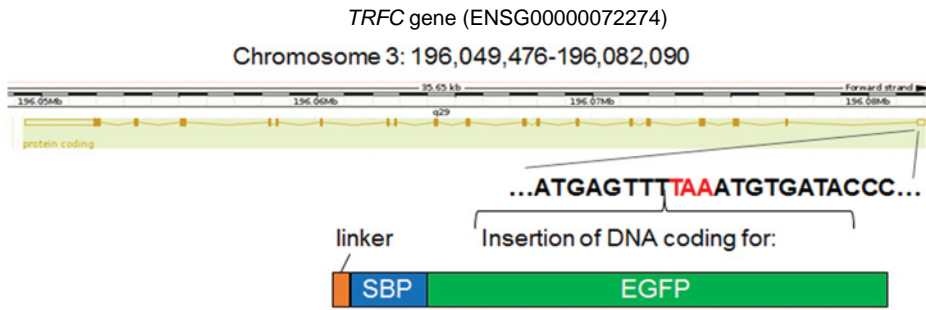 TRFC gene (ENSG00000072274)
Chromosome 3: 196,049,476-196,082,090
35.65 kb
Forward strand
196.05Mb 196.06Mb 196.07Mb 196.08Mb
q29
protein coding
...ATGAGTTTTAAATGTGATACCC...
linker Insertion of DNA coding for:
SBP EGFP